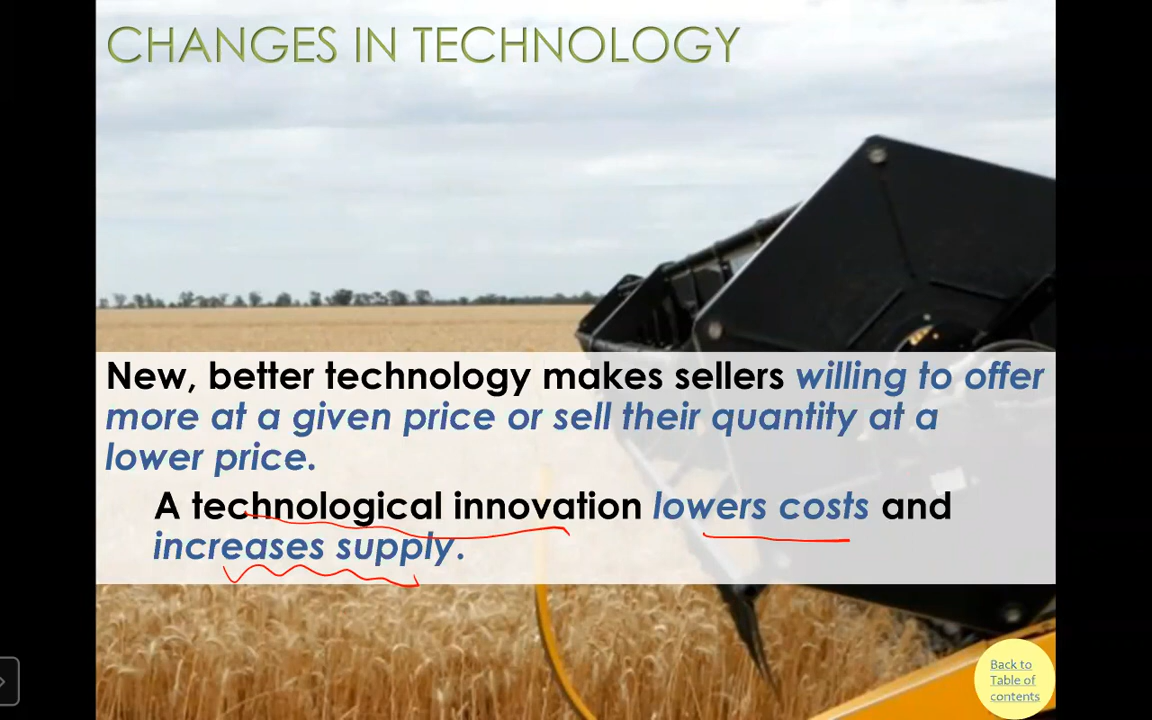 CHANGES IN TECHNOLOGY
New, better technology makes sellers willing to offer
more at a given price or sell their quantity at a
lower price.
A technological innovation lowers costs and
increases supply.
Back to
Table of
contents